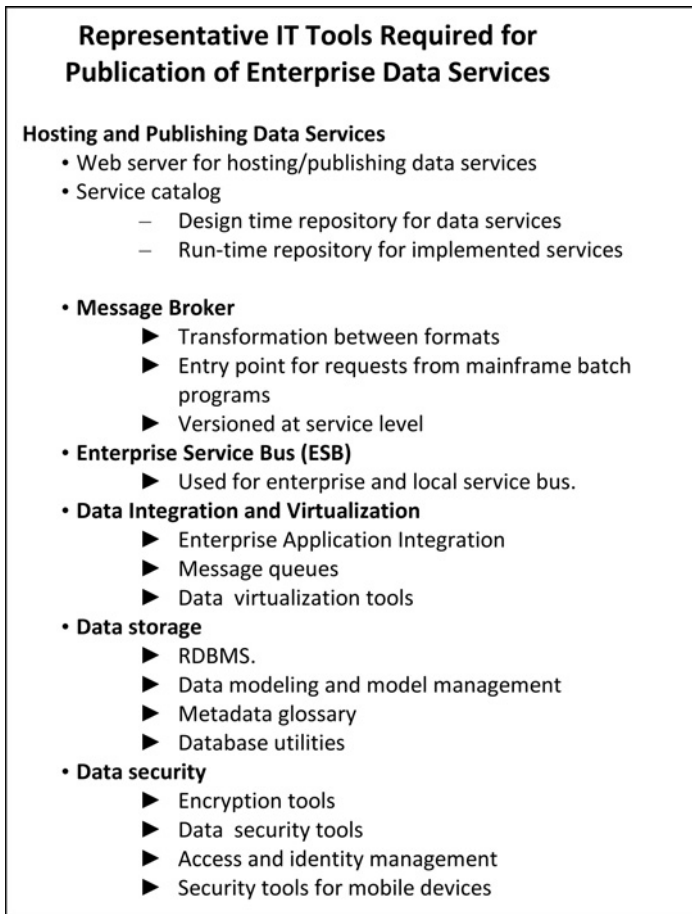 Representative IT Tools Required for
Publication of Enterprise Data Services
Hosting and Publishing Data Services
• Web server for hosting/publishing data services
• Service catalog
– Design time repository for data services
– Run-time repository for implemented services
• Message Broker
► Transformation between formats
► Entry point for requests from mainframe batch
programs
► Versioned at service level
• Enterprise Service Bus (ESB)
► Used for enterprise and local service bus.
• Data Integration and Virtualization
► Enterprise Application Integration
► Message queues
► Data virtualization tools
• Data storage
► RDBMS.
► Data modeling and model management
► Metadata glossary
► Database utilities
• Data security
► Encryption tools
► Data security tools
► Access and identity management
► Security tools for mobile devices